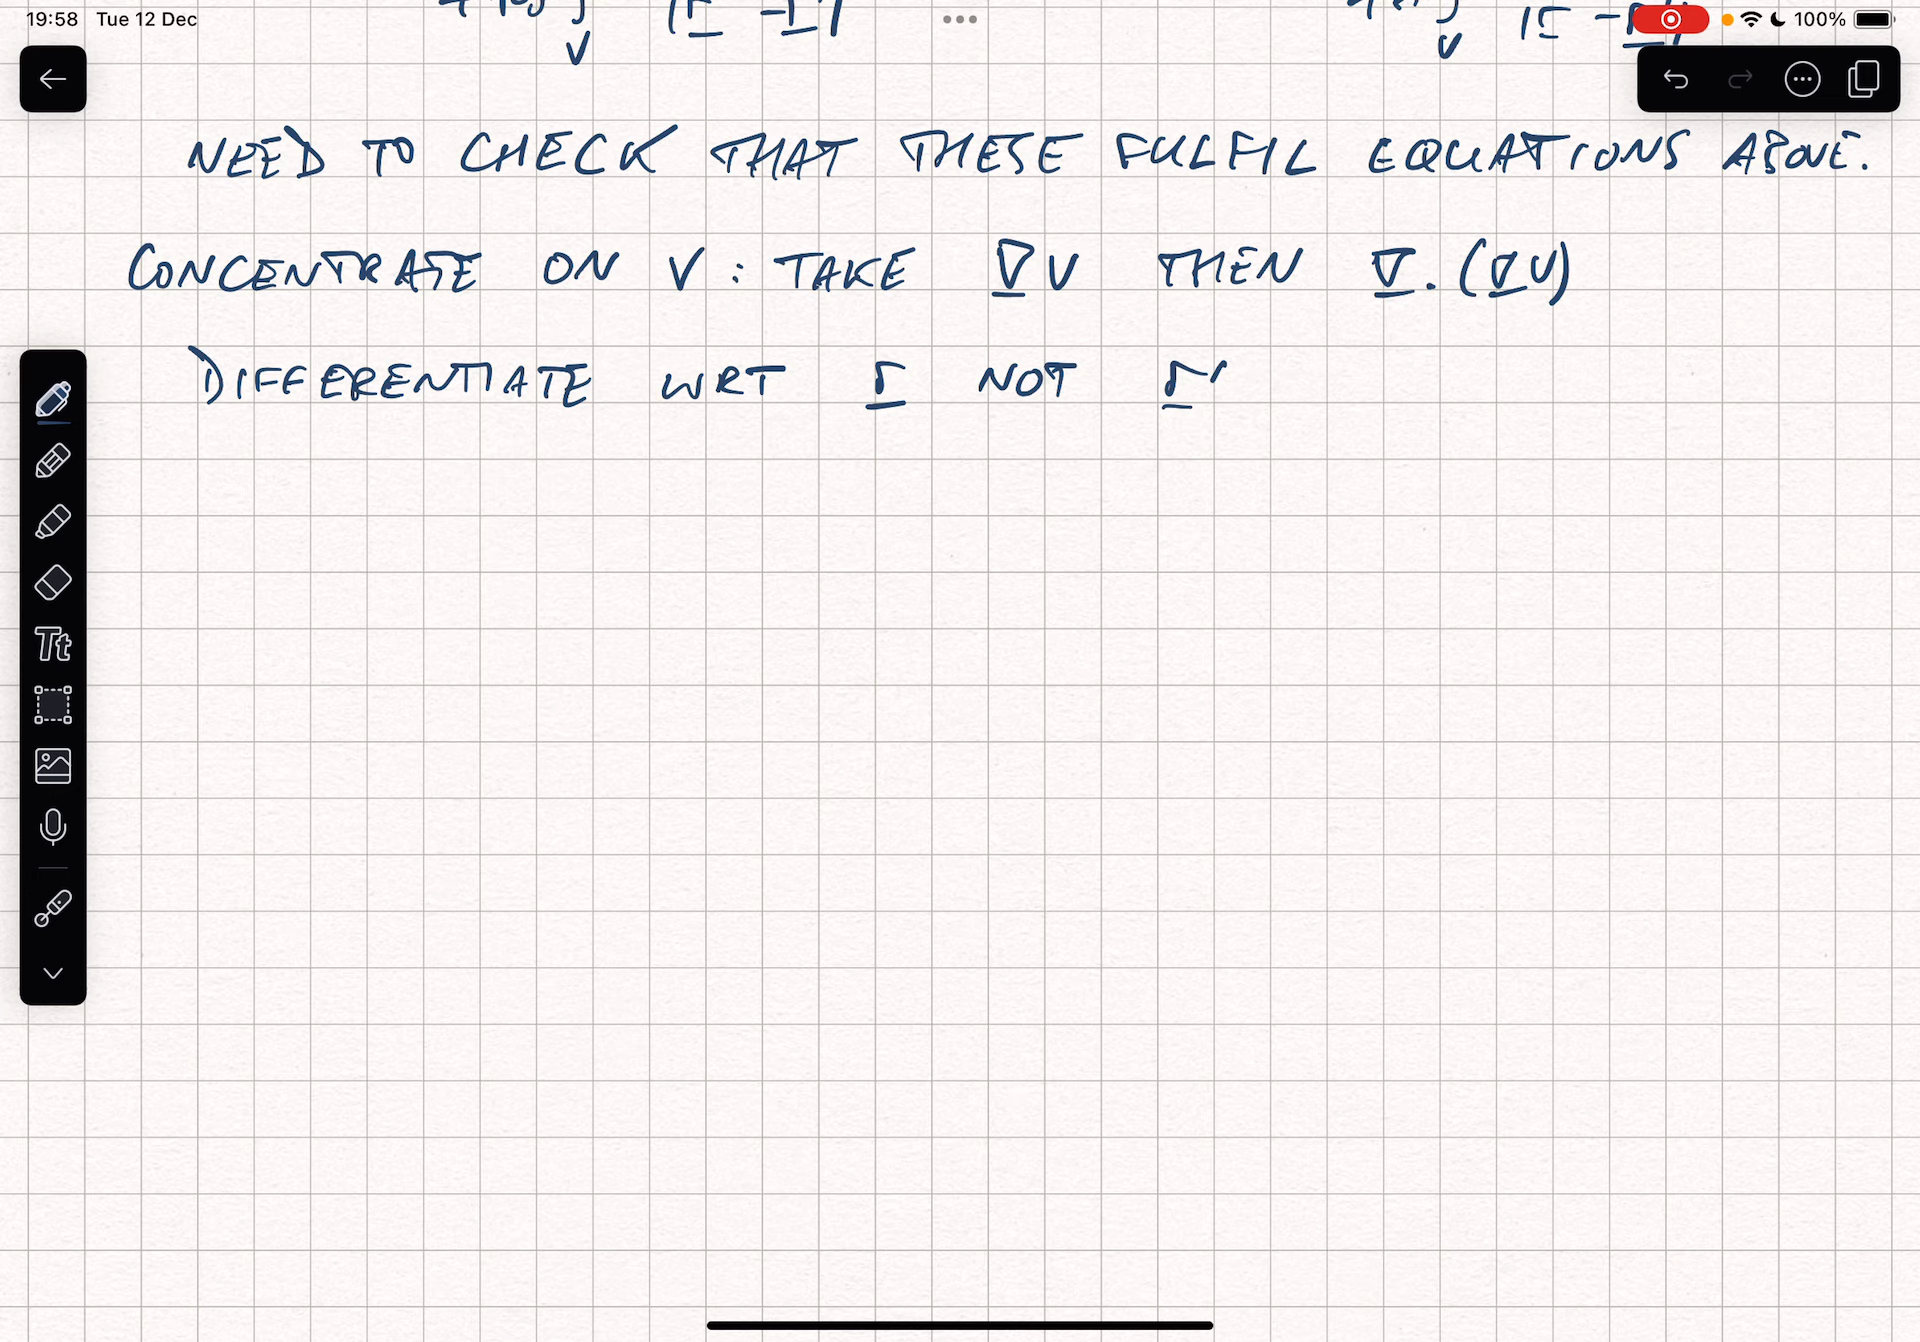 19:58 Tue 12 Dec 100%
NEED TO CHECK THAT THESE FULFIL EQUATIONS ABOVE.
CONCENTRATE ON V : TAKE ∇V THEN ∇.(∇V)
DIFFERENTIATE WRT r NOT r'
Tt